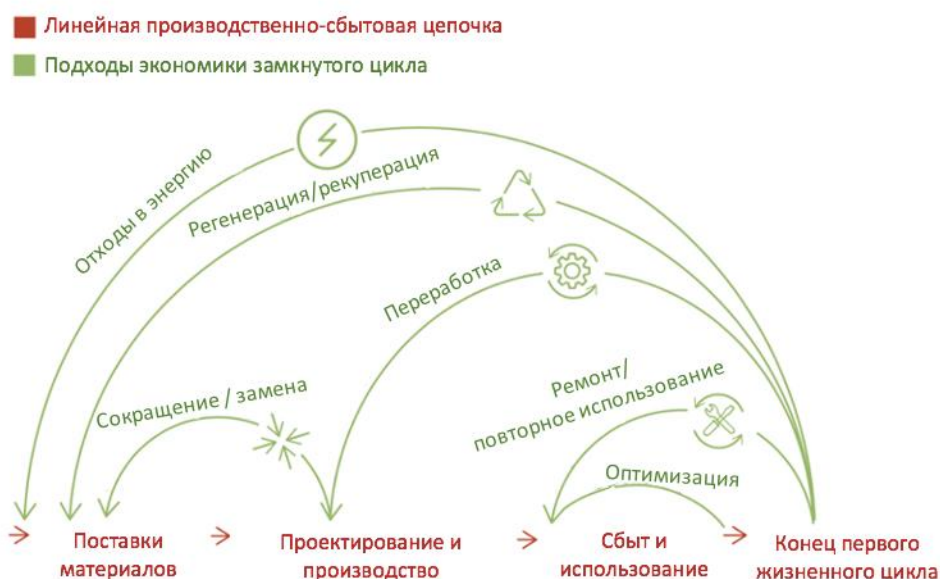 Линейная производственно-сбытовая цепочка
Подходы экономики замкнутого цикла
Отходы в энергию
Регенерация/рекуперация
Переработка
Сокращение / замена
Ремонт/
повторное использование
Оптимизация
Поставки
материалов
Проектирование и
производство
Сбыт и
использование
Конец первого
жизненного цикла